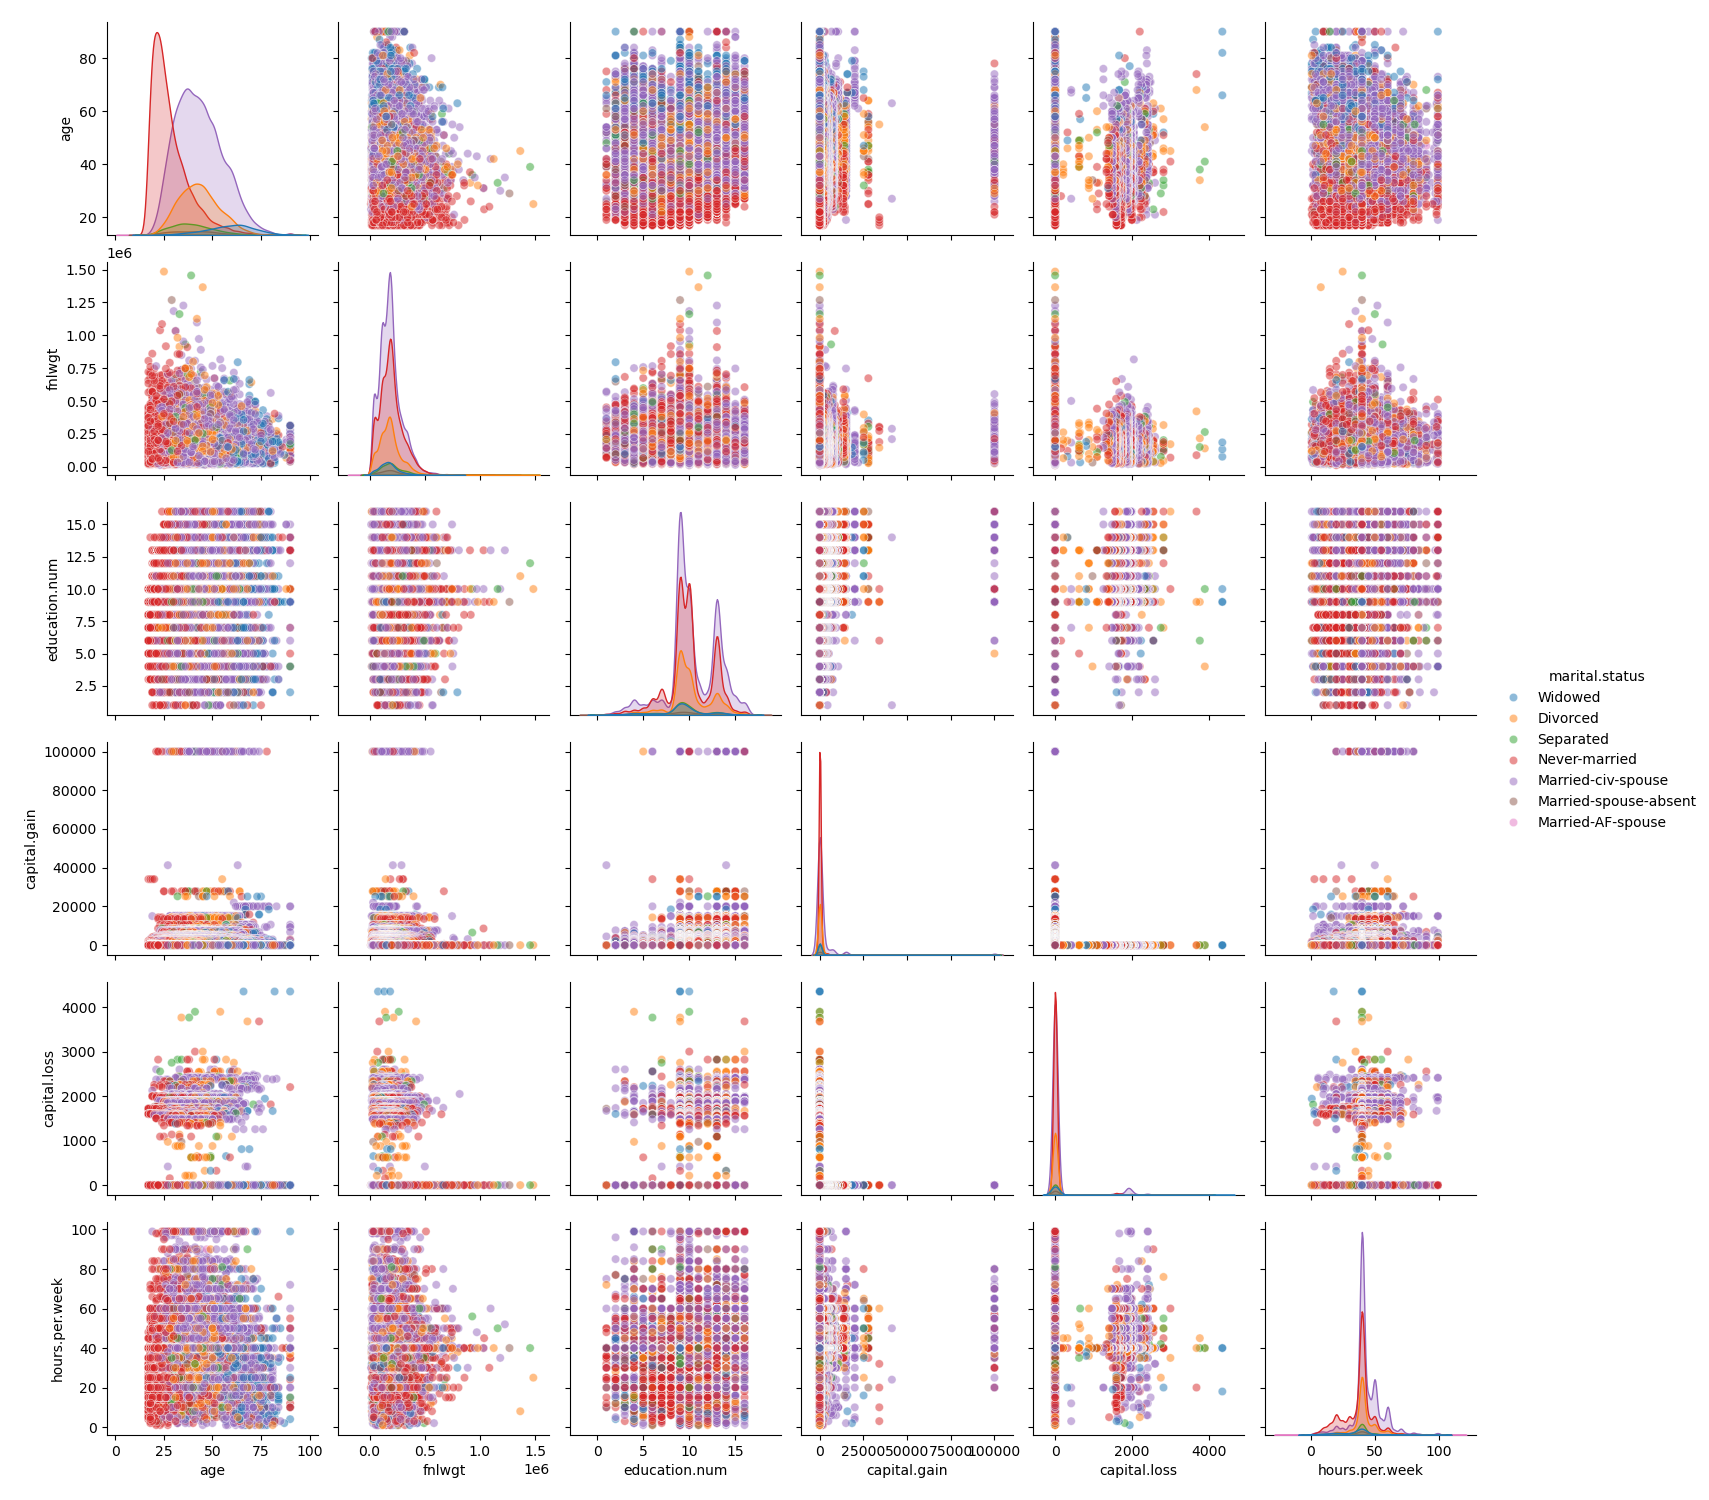 80
60
40
20
age
1e6
1.50
1.25
1.00
0.75
0.50
0.25
0.00
fnlwgt
15.0
12.5
10.0
7.5
5.0
2.5
education.num
marital.status
Widowed
Divorced
Separated
Never-married
Married-civ-spouse
Married-spouse-absent
Married-AF-spouse
100000
80000
60000
40000
20000
0
capital.gain
4000
3000
2000
1000
0
capital.loss
100
80
60
40
20
0
hours.per.week
0 25 50 75 100
age
0.0 0.5 1.0 1.5
1e6
fnlwgt
0 5 10 15
education.num
0 25000 50000 75000 100000
capital.gain
0 2000 4000
capital.loss
0 50 100
hours.per.week